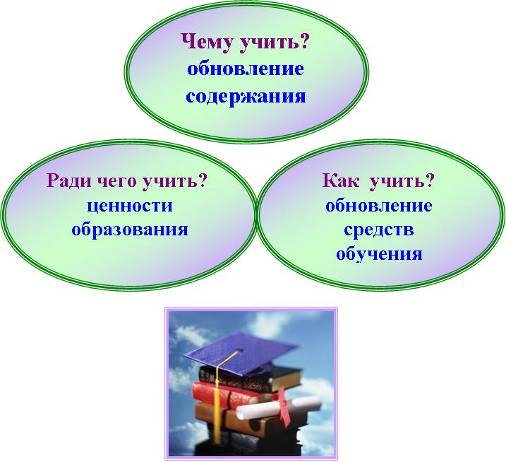 Чему учить?
обновление
содержания
Ради чего учить?
ценности
образования
Как учить?
обновление
средств
обучения